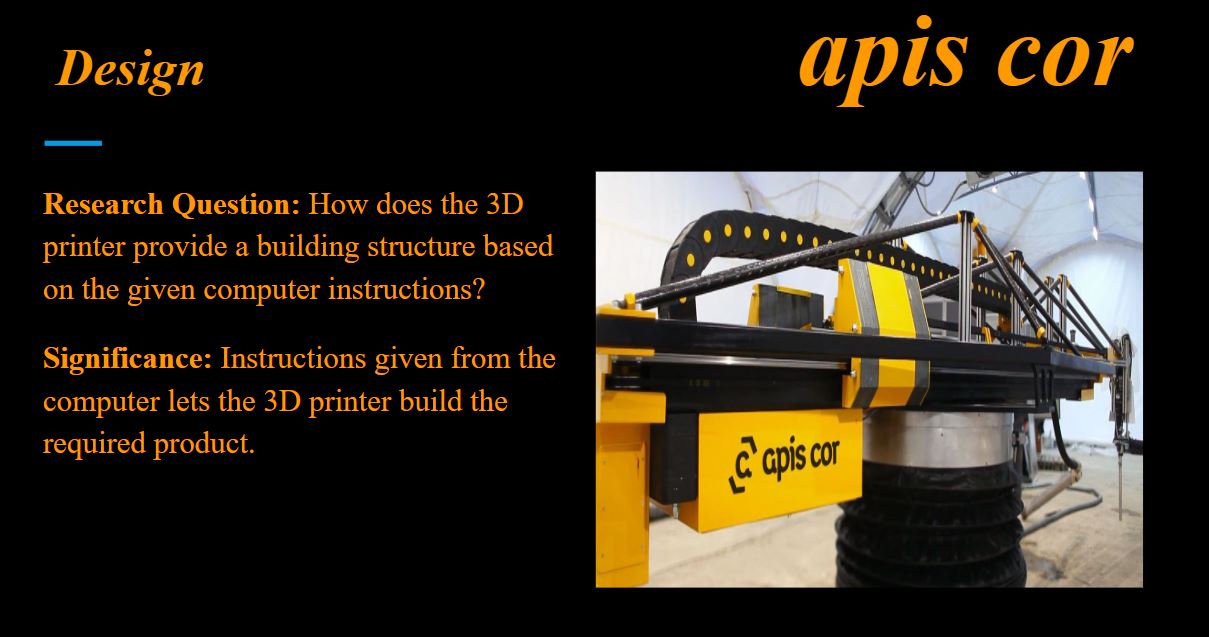 Design
apis cor
Research Question: How does the 3D
printer provide a building structure based
on the given computer instructions?
Significance: Instructions given from the
computer lets the 3D printer build the
required product.
apis cor